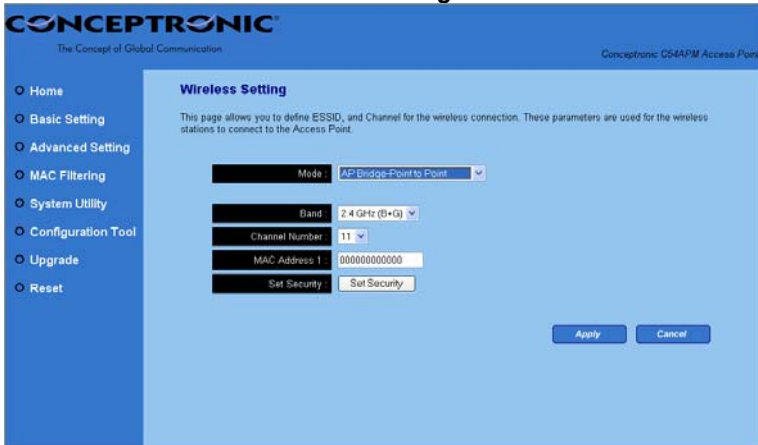 CONCEPTRONIC
The Concept of Global Communication
Conceptronic C54APM Access Point
Home
Basic Setting
Advanced Setting
MAC Filtering
System Utility
Configuration Tool
Upgrade
Reset
Wireless Setting
This page allows you to define ESSID, and Channel for the wireless connection. These parameters are used for the wireless
stations to connect to the Access Point.
Mode : AP Bridge-Point to Point
Band : 2.4 GHz (B+G)
Channel Number : 11
MAC Address 1 : 000000000000
Set Security : Set Security
Apply Cancel